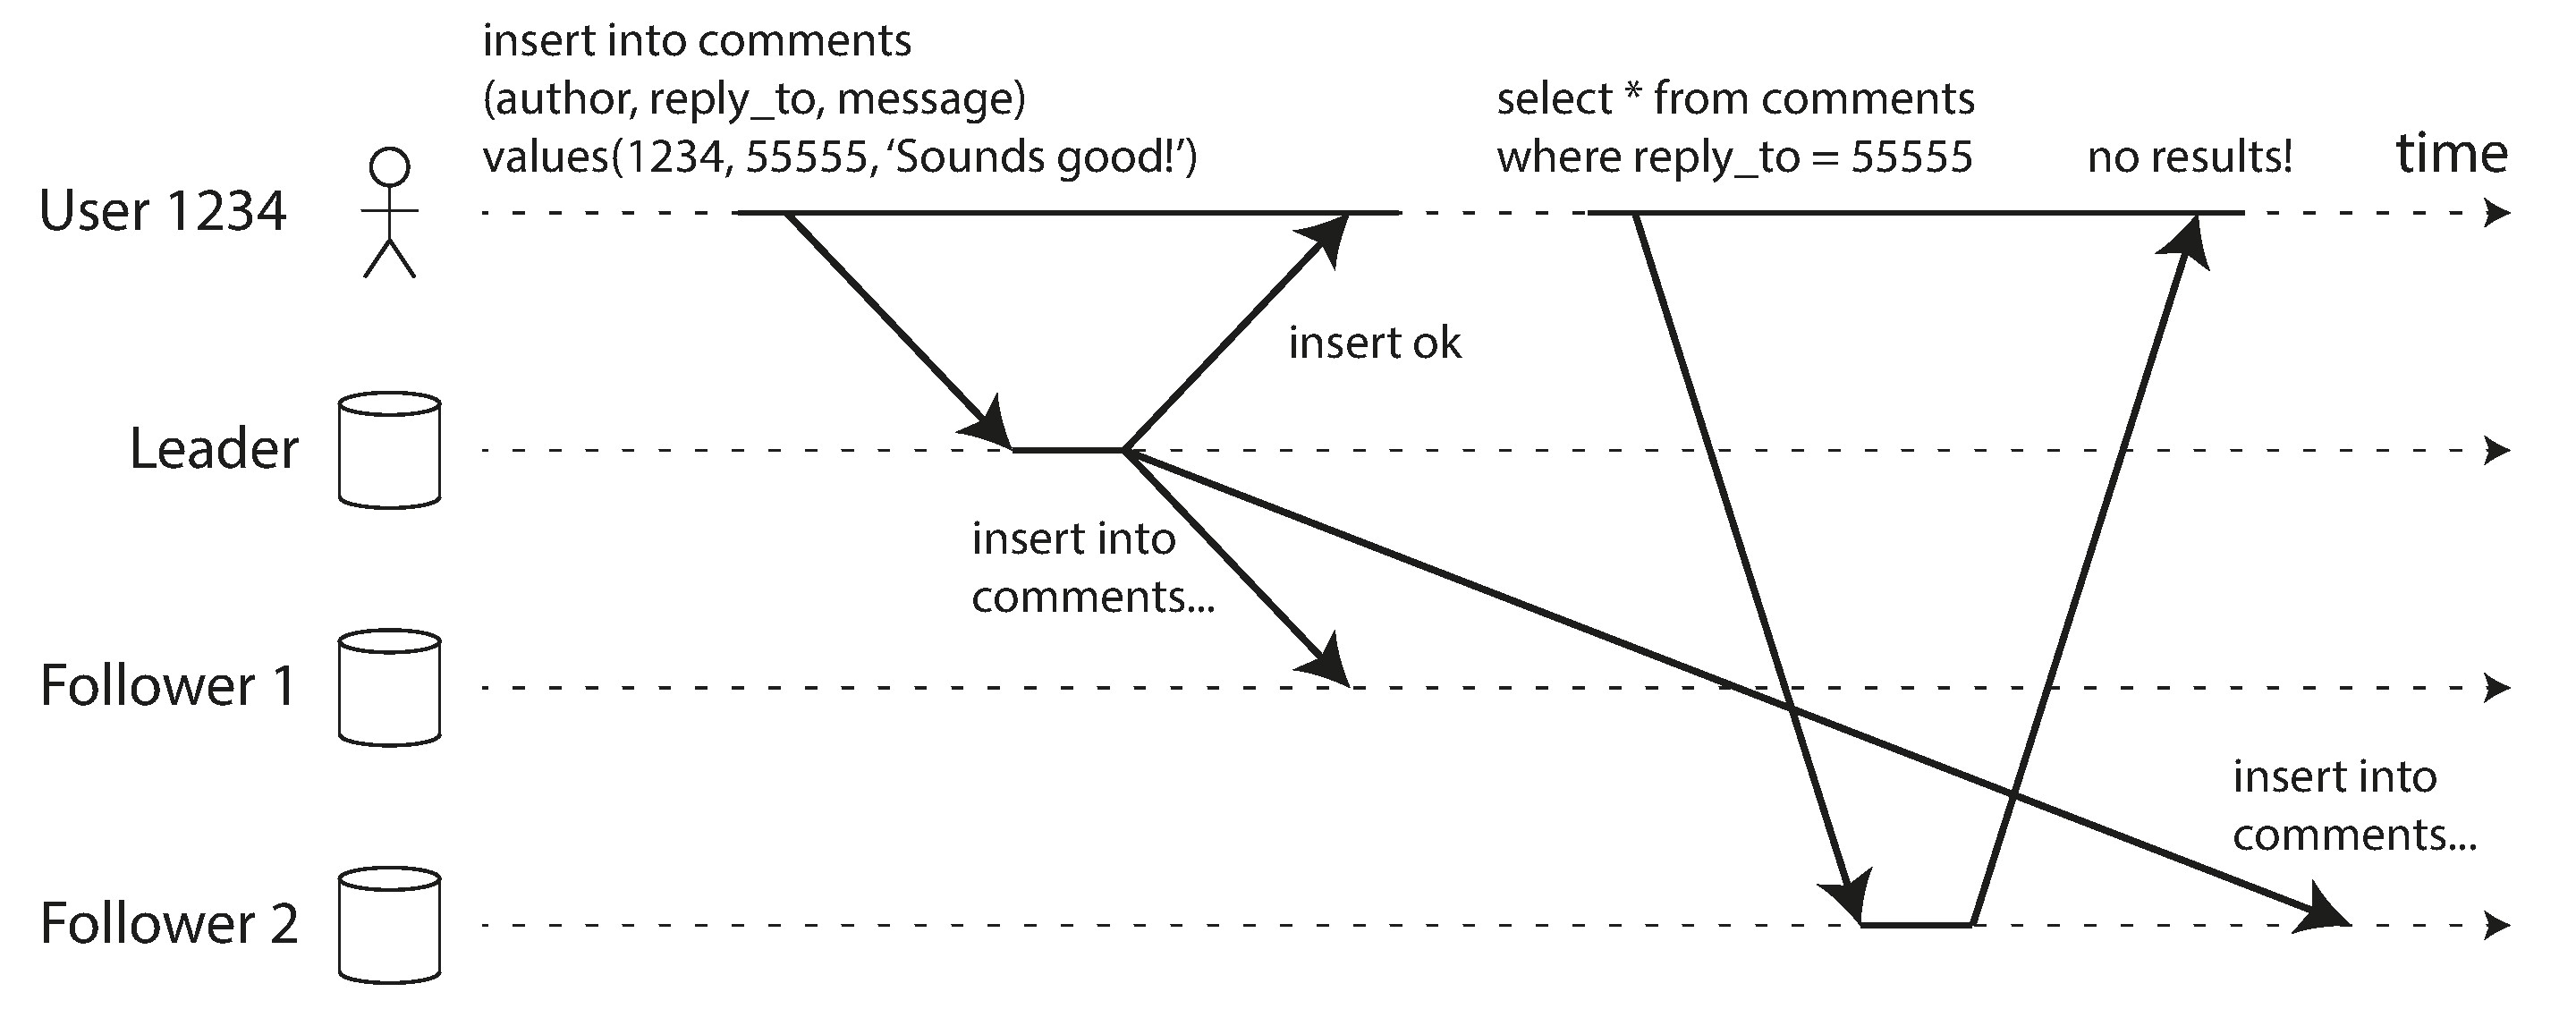 insert into comments
(author, reply_to, message)
values(1234, 55555, ‘Sounds good!’)
select * from comments
where reply_to = 55555
no results!
time
User 1234
insert ok
Leader
insert into
comments...
Follower 1
insert into
comments...
Follower 2